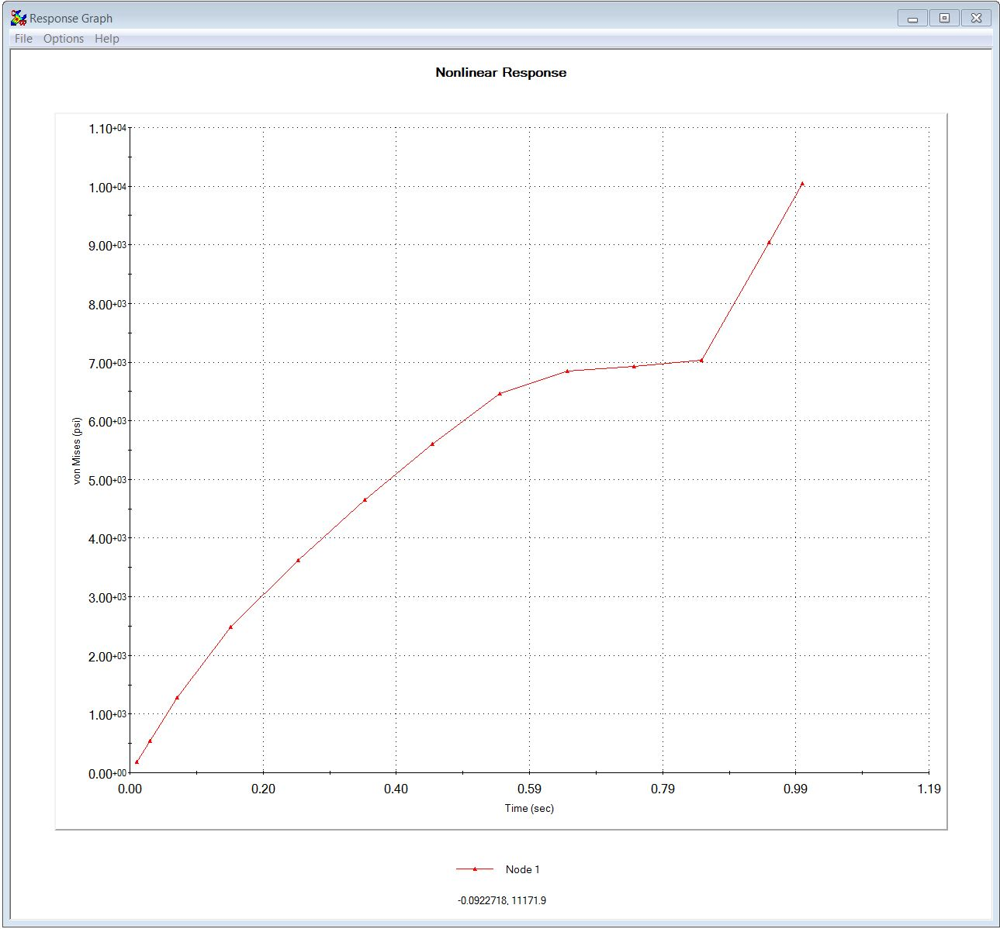 Response Graph
File Options Help
Nonlinear Response
1.10+04
1.00+04
9.00+03
8.00+03
7.00+03
6.00+03
5.00+03
4.00+03
3.00+03
2.00+03
1.00+03
0.00+00
von Mises (psi)
0.00 0.20 0.40 0.59 0.79 0.99 1.19
Time (sec)
Node 1
-0.0922718, 11171.9